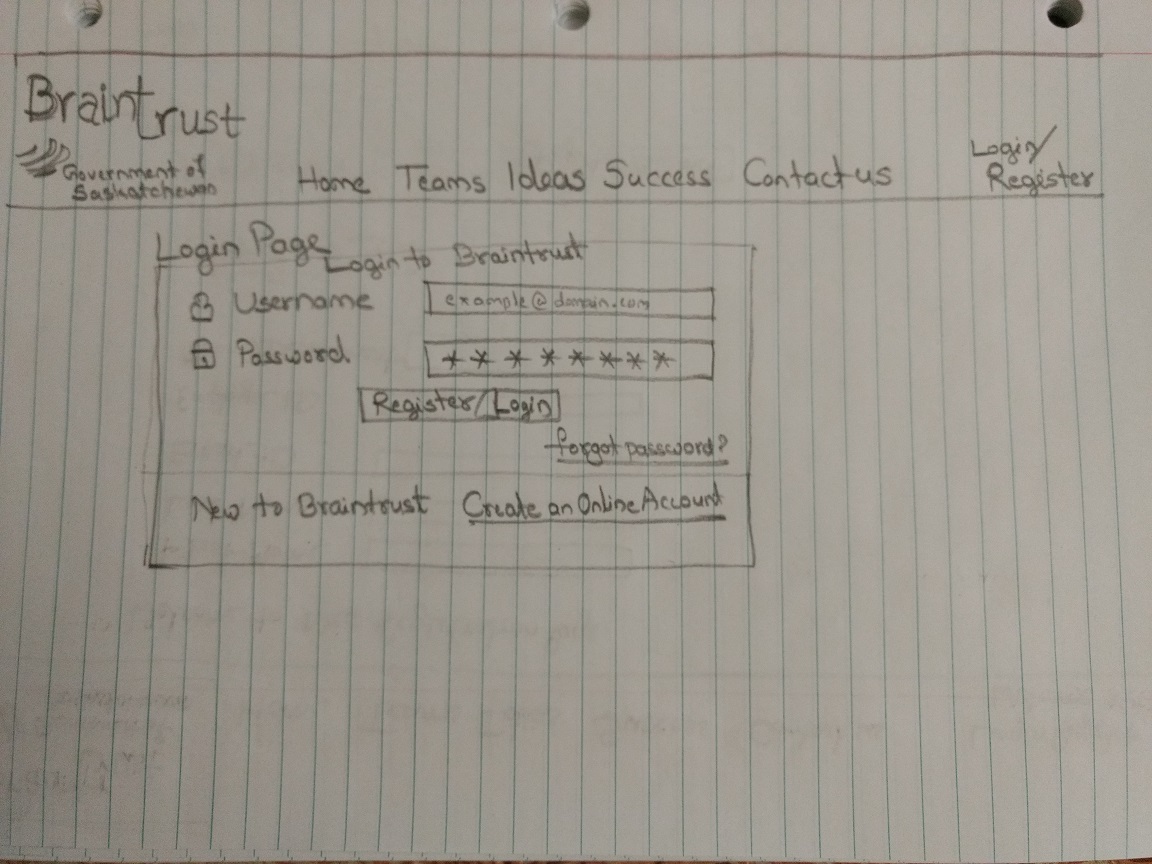 Braintrust
Government of
Saskatchewan
Home Teams Ideas Success Contact us
Login/
Register
Login Page
Login to Braintrust
Username example@domain.com
Password ********
Register/Login
forgot password?
New to Braintrust Create an Online Account